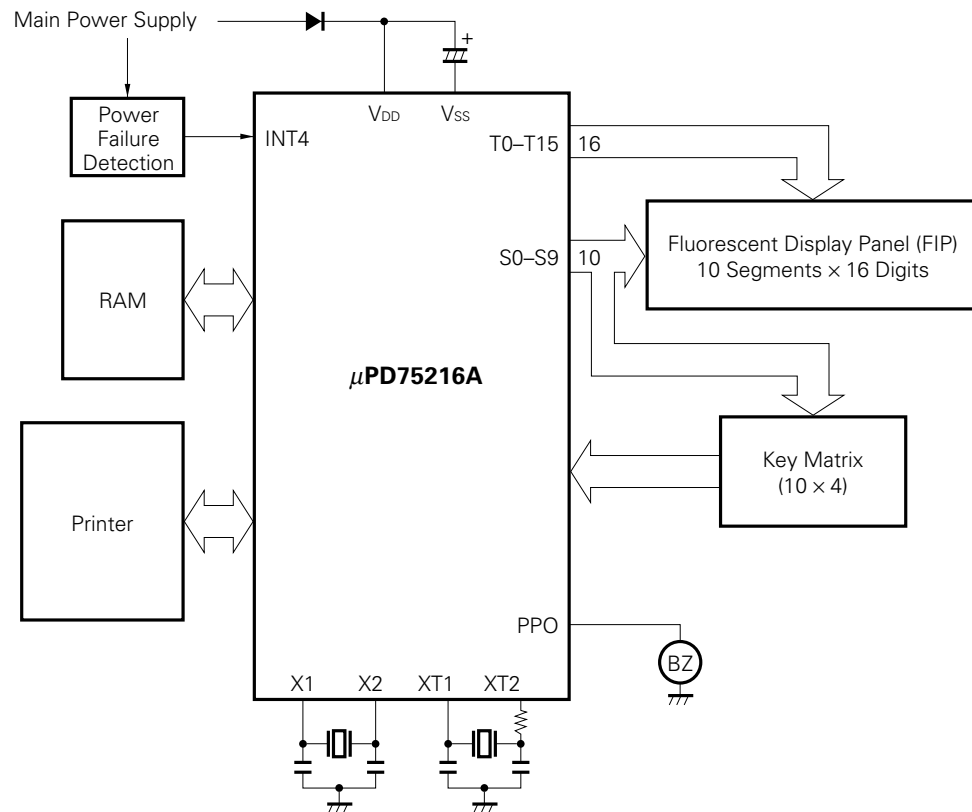 Main Power Supply
+
Power
Failure
Detection
INT4
VDD
VSS
T0–T15
16
Fluorescent Display Panel (FIP)
10 Segments × 16 Digits
S0–S9
10
RAM
μPD75216A
Key Matrix
(10 × 4)
Printer
PPO
BZ
X1
X2
XT1
XT2